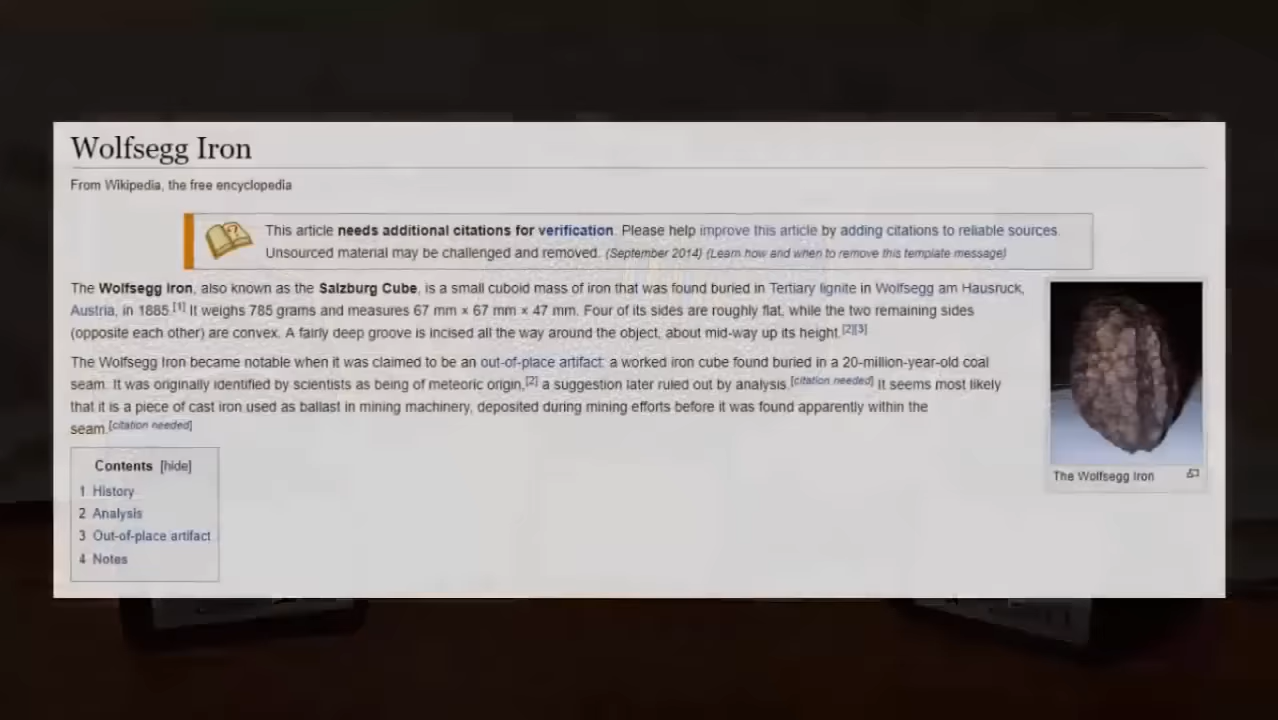 Wolfsegg Iron
From Wikipedia, the free encyclopedia
This article needs additional citations for verification. Please help improve this article by adding citations to reliable sources.
Unsourced material may be challenged and removed. (September 2014) (Learn how and when to remove this template message)
The Wolfsegg Iron, also known as the Salzburg Cube, is a small cuboid mass of iron that was found buried in Tertiary lignite in Wolfsegg am Hausruck,
Austria, in 1885.[1] It weighs 785 grams and measures 67 mm × 67 mm × 47 mm. Four of its sides are roughly flat, while the two remaining sides
(opposite each other) are convex. A fairly deep groove is incised all the way around the object, about mid-way up its height.[2][3]
The Wolfsegg Iron became notable when it was claimed to be an out-of-place artifact: a worked iron cube found buried in a 20-million-year-old coal
seam. It was originally identified by scientists as being of meteoric origin,[2] a suggestion later ruled out by analysis.[citation needed] It seems most likely
that it is a piece of cast iron used as ballast in mining machinery, deposited during mining efforts before it was found apparently within the
seam.[citation needed]
The Wolfsegg Iron
Contents [hide]
1 History
2 Analysis
3 Out-of-place artifact
4 Notes